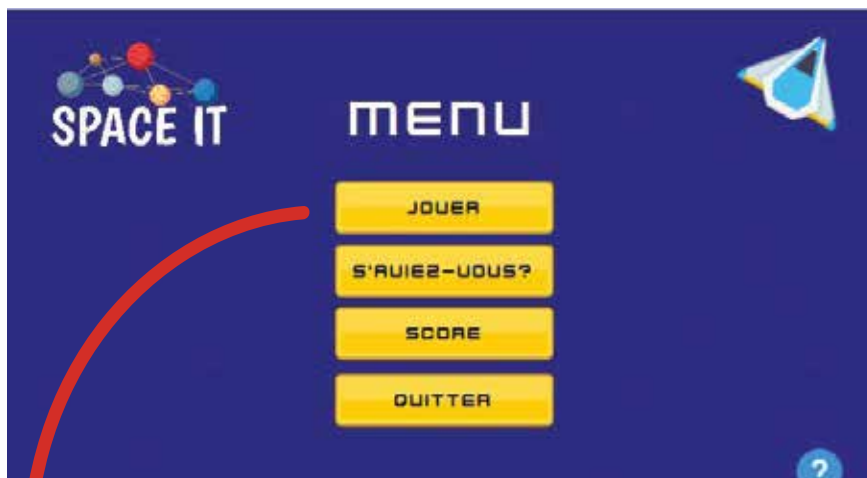 SPACE IT
MENU
JOUER
S'AVIEZ-VOUS?
SCORE
QUITTER
?